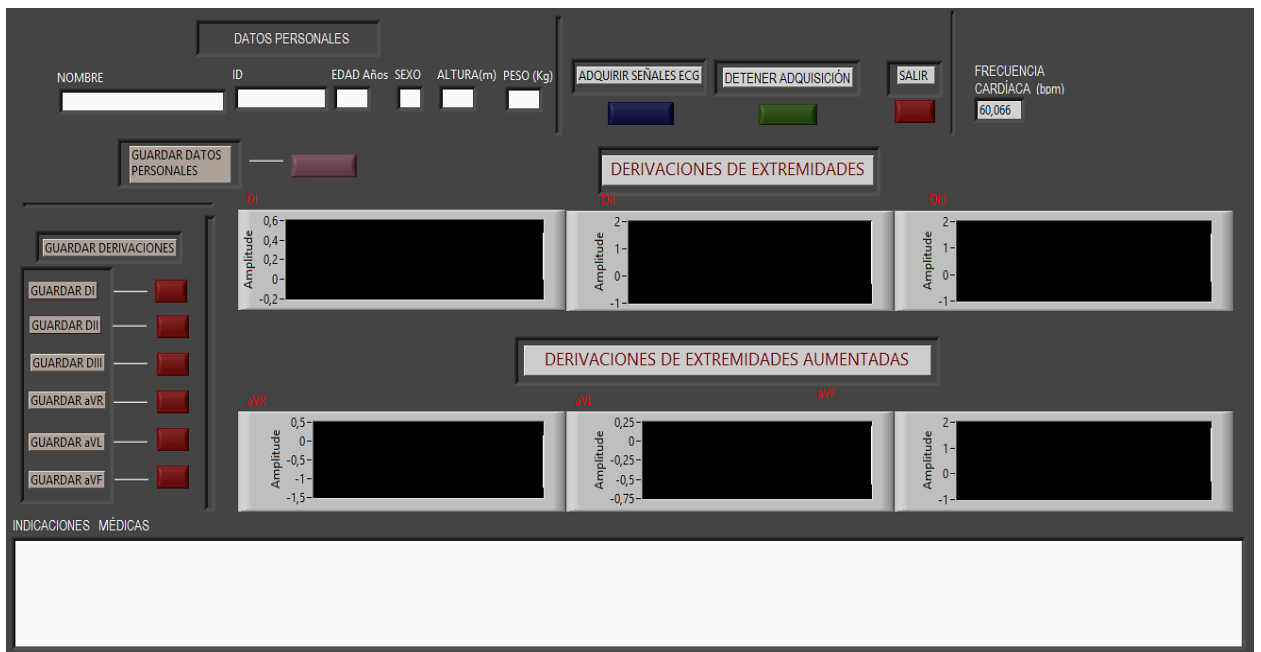 DATOS PERSONALES
NOMBRE
ID
EDAD Años
SEXO
ALTURA(m)
PESO (Kg)
ADQUIRIR SEÑALES ECG
DETENER ADQUISICIÓN
SALIR
FRECUENCIA
CARDÍACA (bpm)
60,066
GUARDAR DATOS
PERSONALES
DERIVACIONES DE EXTREMIDADES
GUARDAR DERIVACIONES
GUARDAR DI
GUARDAR DII
GUARDAR DIII
GUARDAR aVR
GUARDAR aVL
GUARDAR aVF
DI
Amplitude
0,6
0,4
0,2
0
-0,2
DII
Amplitude
2
1
0
-1
DIII
Amplitude
2
1
0
-1
DERIVACIONES DE EXTREMIDADES AUMENTADAS
aVR
Amplitude
0,5
0
-0,5
-1
-1,5
aVL
Amplitude
0,25
0
-0,25
-0,5
-0,75
aVF
Amplitude
2
1
0
-1
INDICACIONES MÉDICAS